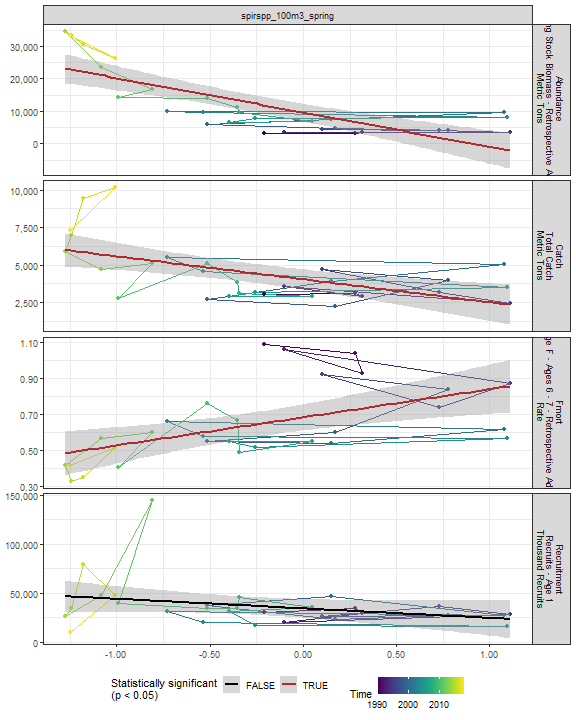 spirspp_100m3_spring
30,000
20,000
10,000
0
Abundance
ng Stock Biomass - Retrospective A
Metric Tons
10,000
7,500
5,000
2,500
Catch
Total Catch
Metric Tons
1.10
0.90
0.70
0.50
0.30
Fmort
ge F - Ages 6 - 7 - Retrospective Ad
Rate
150,000
100,000
50,000
0
Recruitment
Recruits - Age 1
Thousand Recruits
-1.00
-0.50
0.00
0.50
1.00
Statistically significant
(p < 0.05)
FALSE
TRUE
Time
1990
2000
2010